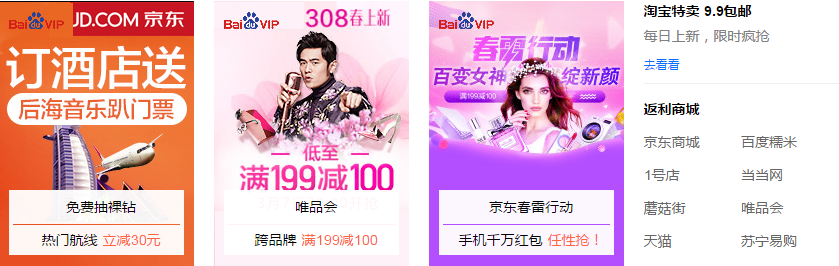 Bai du VIP
JD.COM 京东
订酒店送
后海音乐趴门票
免费抽裸钻
热门航线 立减30元
Bai du VIP
308春上新
低至
满199减100
唯品会
跨品牌 满199减100
Bai du VIP
春雷行动
百变女神 绽新颜
满199减100
京东春雷行动
手机千万红包 任性抢！
淘宝特卖 9.9包邮
每日上新，限时疯抢
去看看
返利商城
京东商城 百度糯米
1号店 当当网
蘑菇街 唯品会
天猫 苏宁易购